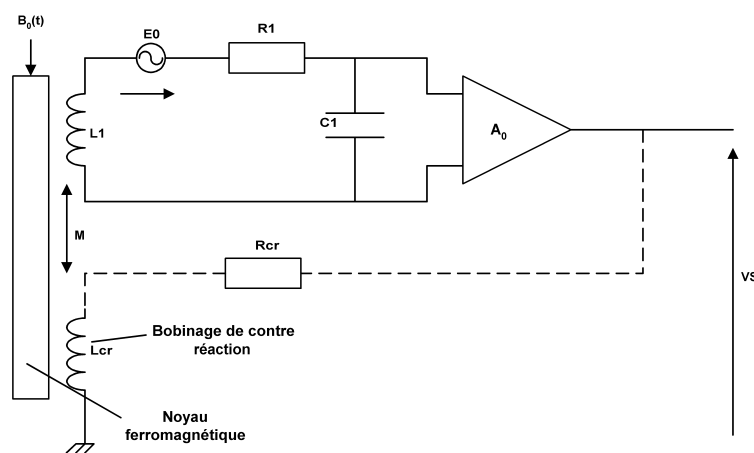 B₀(t)
E0
R1
L1
C1
A₀
M
Rcr
VS
Bobinage de contre
réaction
Lcr
Noyau
ferromagnétique